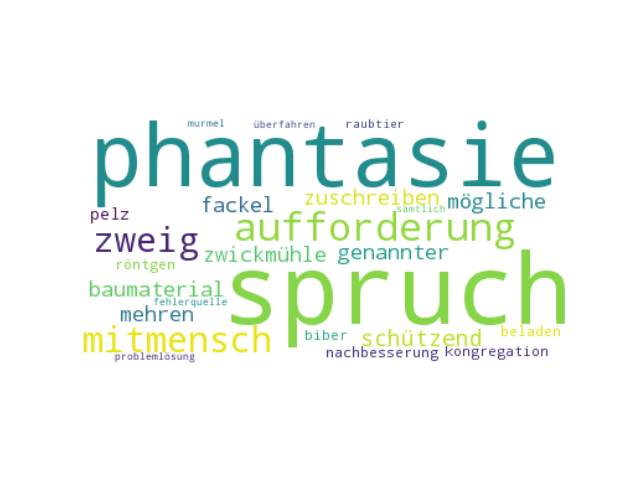 murmel überfahren raubtier
phantasie
fackel zuschreiben mögliche
pelz sämtlich
zweig aufforderung
zwickmühle genannter
röntgen spruch
baumaterial
fehlerquelle
mehren
mitmensch biber schützend beladen
problemlösung nachbesserung kongregation